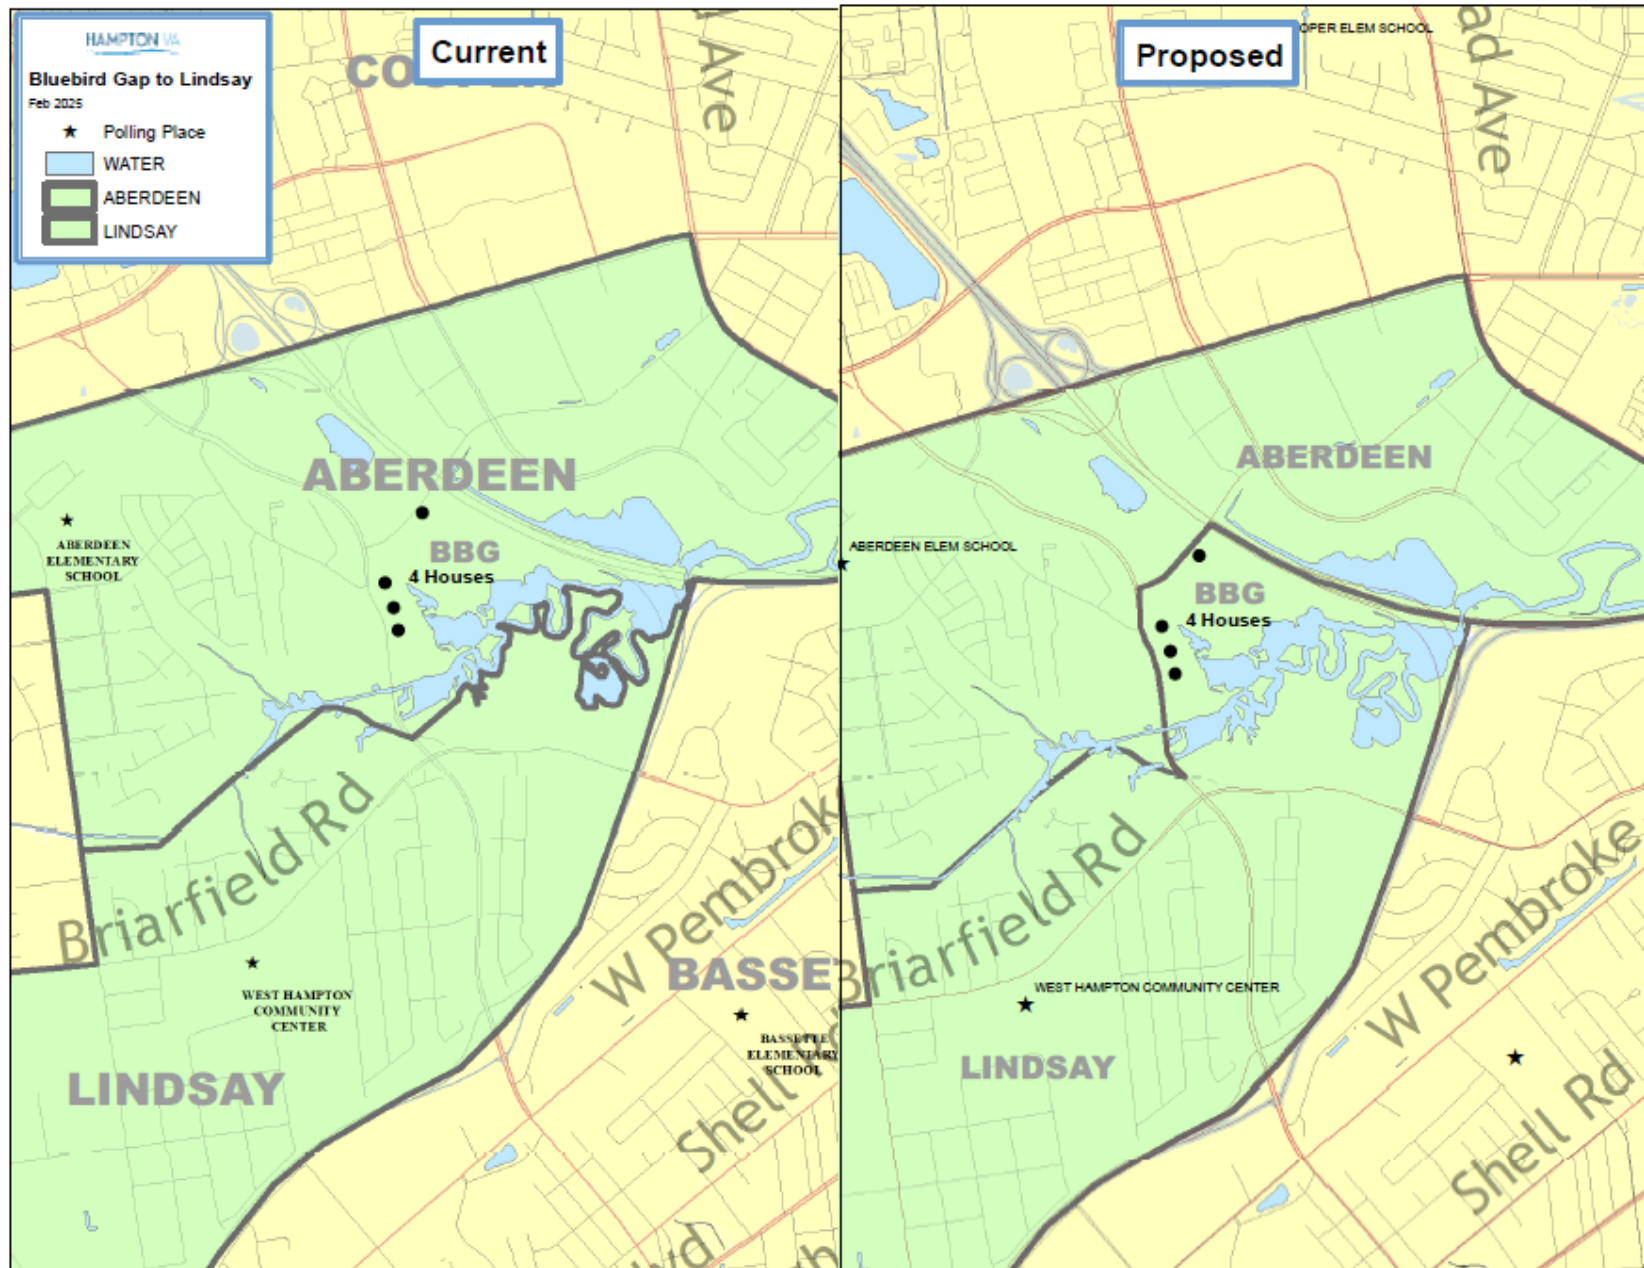 HAMPTON VA
Bluebird Gap to Lindsay
Feb 2025
Polling Place
WATER
ABERDEEN
LINDSAY
Current
Ave
ABERDEEN
BBG
4 Houses
ABERDEEN
ELEMENTARY
SCHOOL
Briarfield Rd
WEST HAMPTON
COMMUNITY
CENTER
LINDSAY
W Pembroke
BASSE
BASSETTE
ELEMENTARY
SCHOOL
Shell Rd
Proposed
OPER ELEM SCHOOL
ad Ave
ABERDEEN
ABERDEEN ELEM SCHOOL
BBG
4 Houses
Briarfield Rd
WEST HAMPTON COMMUNITY CENTER
LINDSAY
W Pembroke
Shell Rd